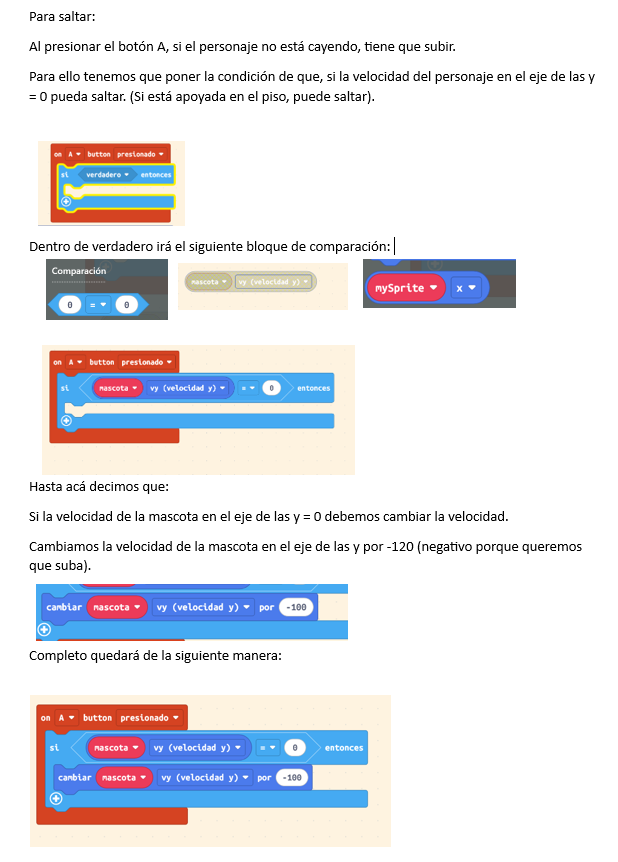 Para saltar:
Al presionar el botón A, si el personaje no está cayendo, tiene que subir.
Para ello tenemos que poner la condición de que, si la velocidad del personaje en el eje de las y
= 0 pueda saltar. (Si está apoyada en el piso, puede saltar).
on A button presionado
si verdadero entonces
Dentro de verdadero irá el siguiente bloque de comparación:
Comparación
0 = 0
mascota vy (velocidad y)
mySprite x
on A button presionado
si mascota vy (velocidad y) = 0 entonces
Hasta acá decimos que:
Si la velocidad de la mascota en el eje de las y = 0 debemos cambiar la velocidad.
Cambiamos la velocidad de la mascota en el eje de las y por -120 (negativo porque queremos
que suba).
cambiar mascota vy (velocidad y) por -100
Completo quedará de la siguiente manera:
on A button presionado
si mascota vy (velocidad y) = 0 entonces
cambiar mascota vy (velocidad y) por -100